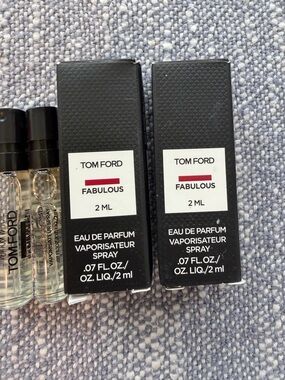 TOM FORD
FABULOUS
2 ML
EAU DE PARFUM
VAPORISATEUR
SPRAY
.07 FL.OZ./
OZ. LIQ./2 ml
TOM FORD
FABULOUS
2 ML
EAU DE PARFUM
VAPORISATEUR
SPRAY
.07 FL.OZ./
OZ. LIQ./2 ml
TOM FORD